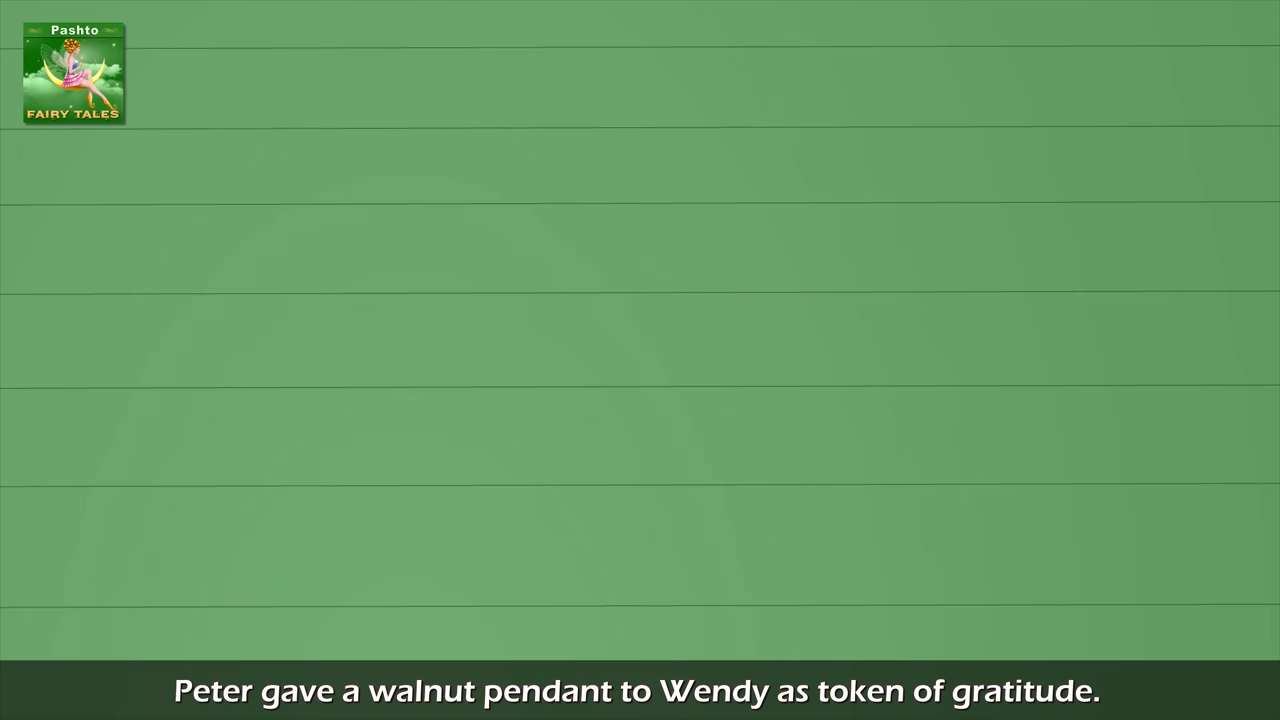 Pashto
FAIRY TALES
Peter gave a walnut pendant to Wendy as token of gratitude.